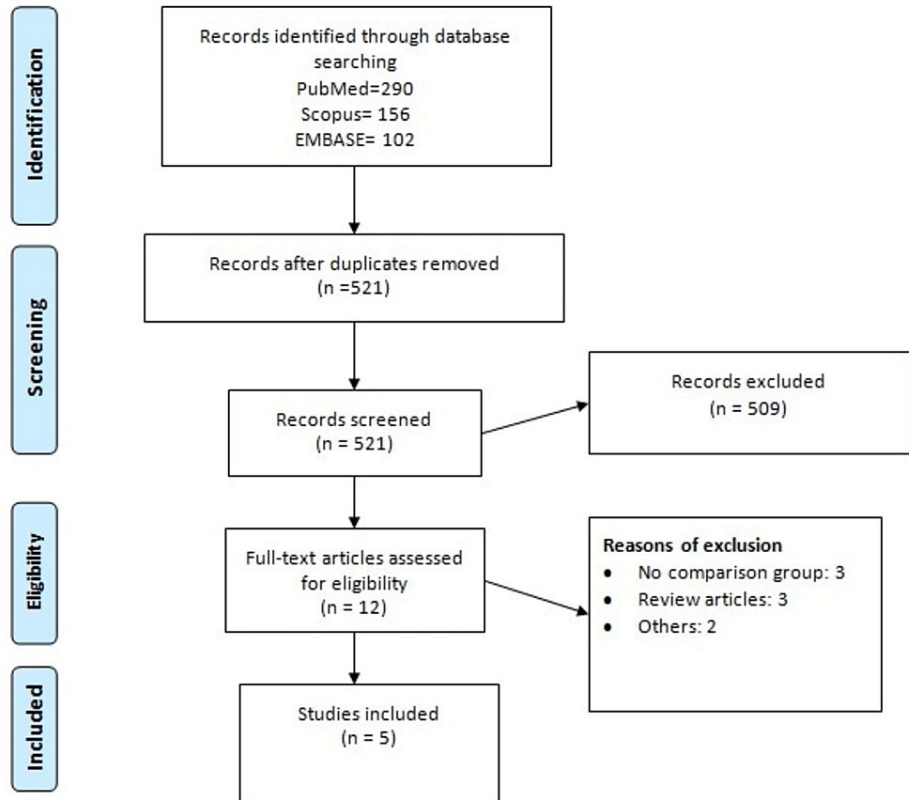 Identification
Records identified through database
searching
PubMed=290
Scopus= 156
EMBASE= 102
Screening
Records after duplicates removed
(n =521)
Records screened
(n = 521)
Records excluded
(n = 509)
Eligibility
Full-text articles assessed
for eligibility
(n = 12)
Reasons of exclusion
• No comparison group: 3
• Review articles: 3
• Others: 2
Included
Studies included
(n = 5)